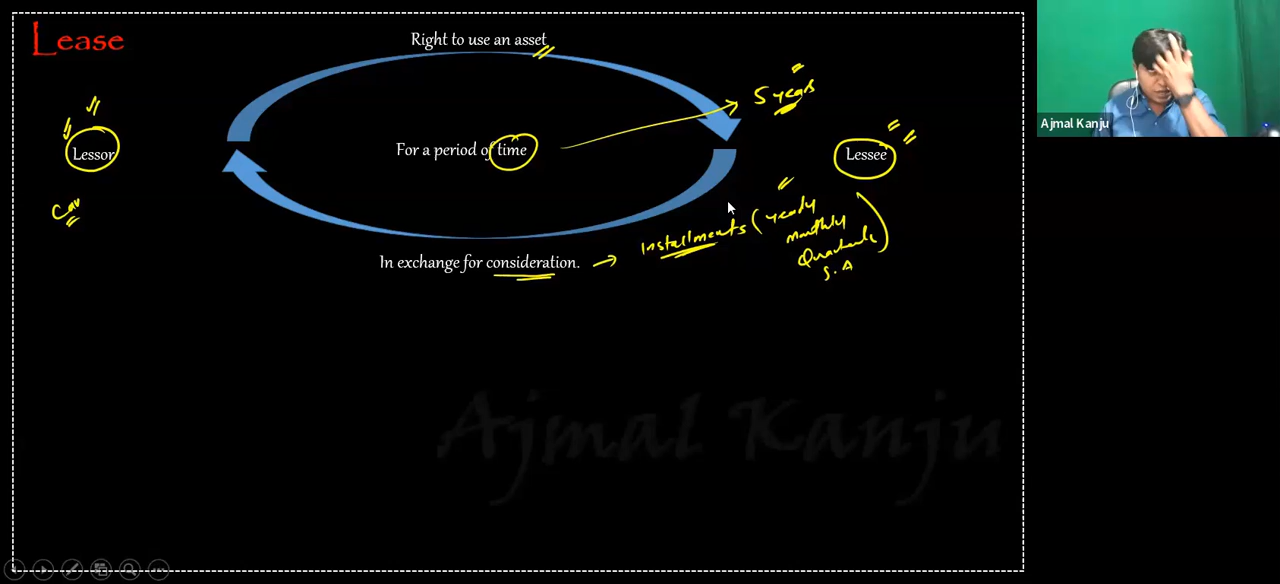 Lease
Right to use an asset
5 years
For a period of time
Lessor
Lessee
Car
Installments (yearly
monthly
Quarterly
S.A)
In exchange for consideration.
Ajmal Kanju
Ajmal Kanju